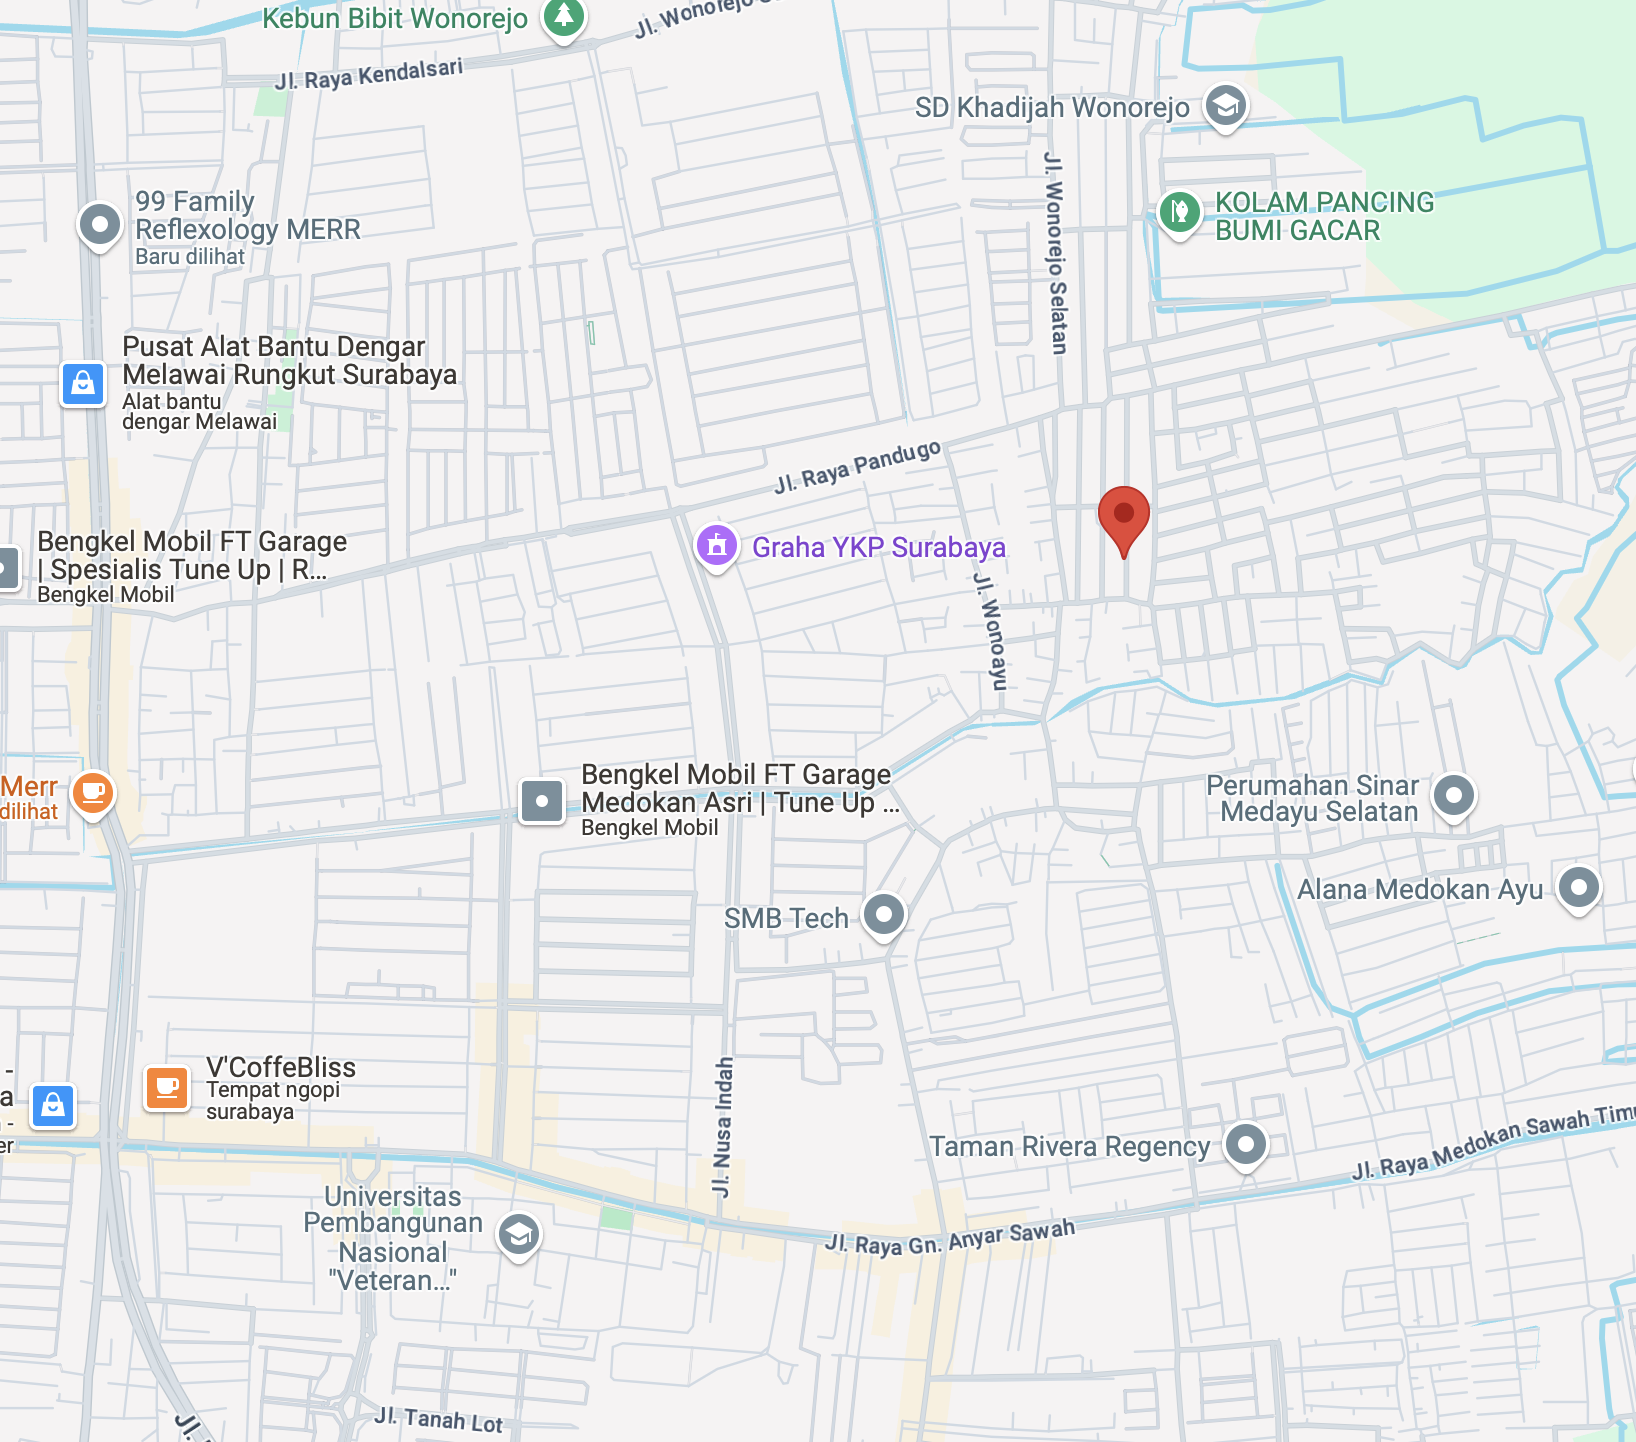 Kebun Bibit Wonorejo
Jl. Wonorejo
Jl. Raya Kendalsari
SD Khadijah Wonorejo
Jl. Wonorejo Selatan
99 Family
Reflexology MERR
Baru dilihat
KOLAM PANCING
BUMI GACAR
Pusat Alat Bantu Dengar
Melawai Rungkut Surabaya
Alat bantu
dengar Melawai
Jl. Raya Pandugo
Bengkel Mobil FT Garage
| Spesialis Tune Up | R...
Bengkel Mobil
Graha YKP Surabaya
Jl. Wonoayu
Merr
dilihat
Bengkel Mobil FT Garage
Medokan Asri | Tune Up ...
Bengkel Mobil
Perumahan Sinar
Medayu Selatan
Alana Medokan Ayu
SMB Tech
V'CoffeBliss
Tempat ngopi
surabaya
-
a
-
er
Jl. Nusa Indah
Taman Rivera Regency
Jl. Raya Medokan Sawah Timu
Universitas
Pembangunan
Nasional
"Veteran..."
Jl. Raya Gn. Anyar Sawah
Jl. Tanah Lot
Jl.